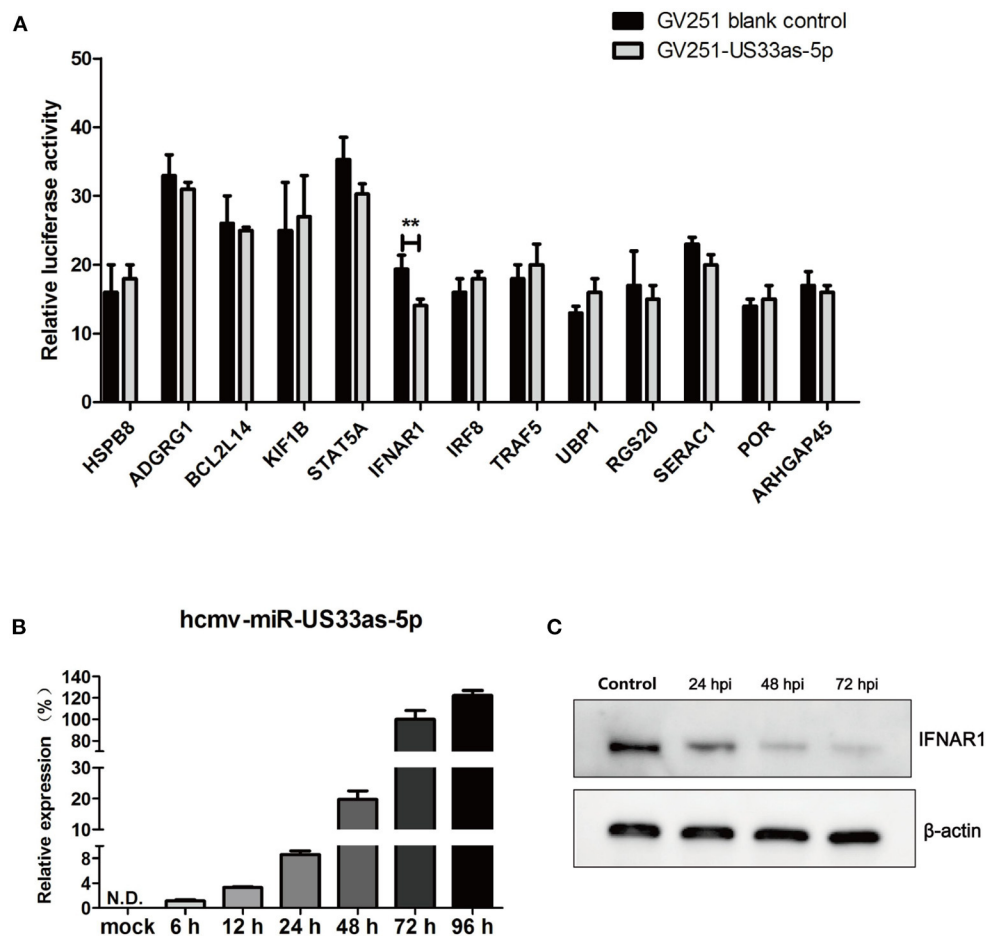 A
GV251 blank control
GV251-US33as-5p
Relative luciferase activity
50
40
30
20
10
0
**
HSPB8
ADGRG1
BCL2L14
KIF1B
STAT5A
IFNAR1
IRF8
TRAF5
UBP1
RGS20
SERAC1
POR
ARHGAP45
B
hcmv-miR-US33as-5p
Relative expression（%）
140
120
100
80
30
20
10
8
4
0
N.D.
mock
6 h
12 h
24 h
48 h
72 h
96 h
C
Control
24 hpi
48 hpi
72 hpi
IFNAR1
β-actin